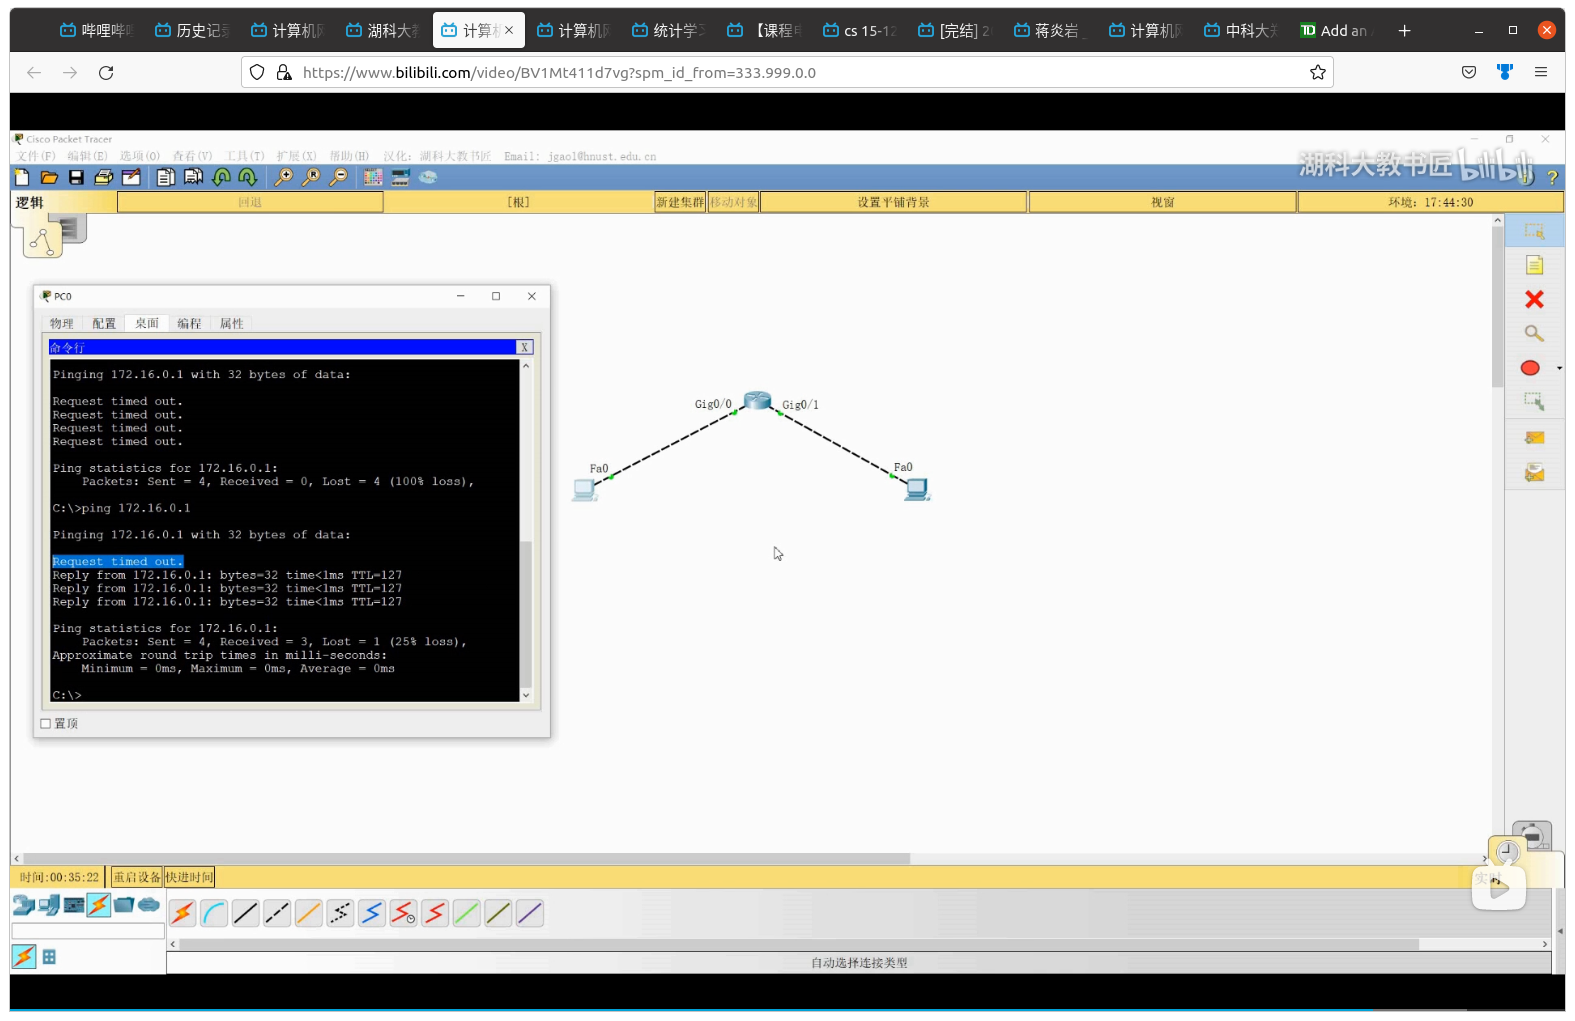 哔哩哔
历史记
计算机
湖科大教
计算机
计算机
统计学
【课程
cs 15-12
[完结] 2
蒋炎岩
计算机
中科大
Add an
https://www.bilibili.com/video/BV1Mt411d7vg?spm_id_from=333.999.0.0
Cisco Packet Tracer
文件(F) 编辑(E) 选项(O) 查看(V) 工具(T) 扩展(X) 帮助(H) 汉化: 湖科大教书匠 Email: jgaol@hnust.edu.cn
湖科大教书匠 bilibili
逻辑 回退 [根] 新建集群 移动对象 设置平铺背景 视窗 环境: 17:44:30
PC0
物理 配置 桌面 编程 属性
命令行 X
Pinging 172.16.0.1 with 32 bytes of data:
Request timed out.
Request timed out.
Request timed out.
Request timed out.
Ping statistics for 172.16.0.1:
Packets: Sent = 4, Received = 0, Lost = 4 (100% loss),
C:\>ping 172.16.0.1
Pinging 172.16.0.1 with 32 bytes of data:
Request timed out.
Reply from 172.16.0.1: bytes=32 time<1ms TTL=127
Reply from 172.16.0.1: bytes=32 time<1ms TTL=127
Reply from 172.16.0.1: bytes=32 time<1ms TTL=127
Ping statistics for 172.16.0.1:
Packets: Sent = 4, Received = 3, Lost = 1 (25% loss),
Approximate round trip times in milli-seconds:
Minimum = 0ms, Maximum = 0ms, Average = 0ms
C:\>
置顶
Gig0/0 Gig0/1
Fa0 Fa0
时间:00:35:22 重启设备 快进时间 实时
自动选择连接类型